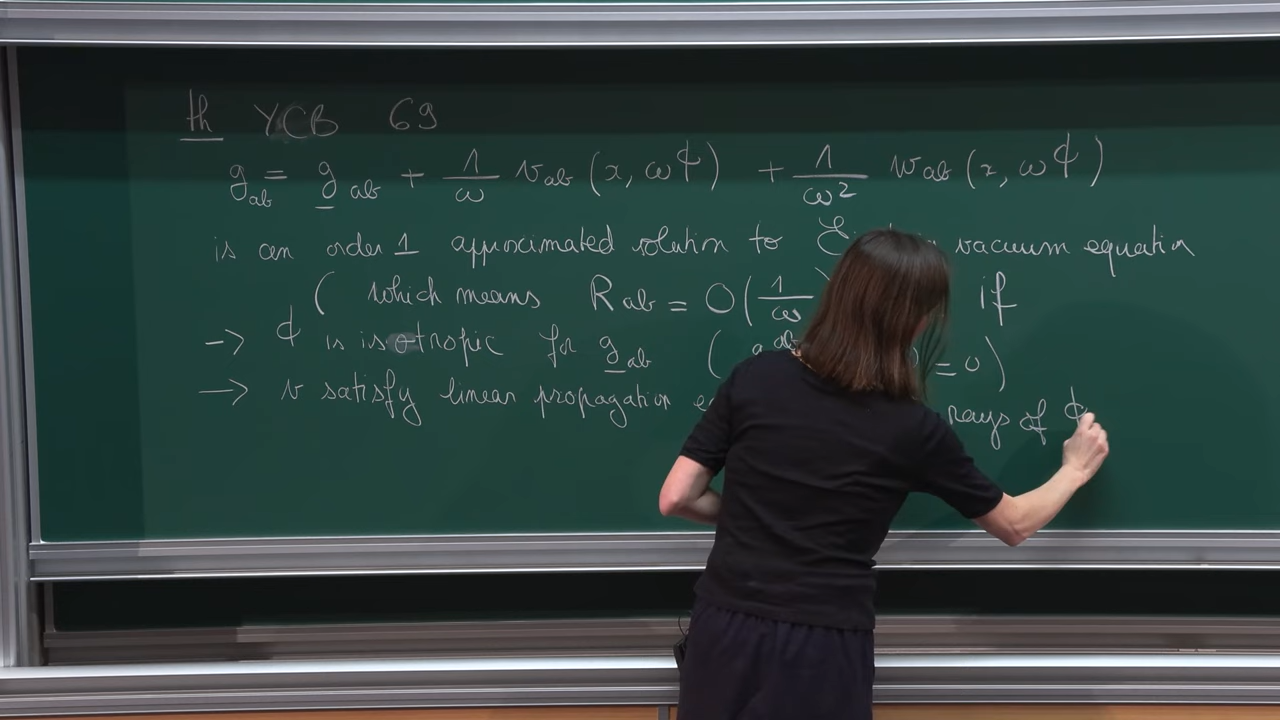 th YCB 69
g_ab = g_ab + 1/ω v_ab (x, ωϕ) + 1/ω² w_ab (x, ωϕ)
is an order 1 approximated solution to vacuum equation
( which means R_ab = O( 1/ω if
→ ϕ is isotropic for g_ab ( = 0 )
→ v satisfy linear propagation rays of ϕ